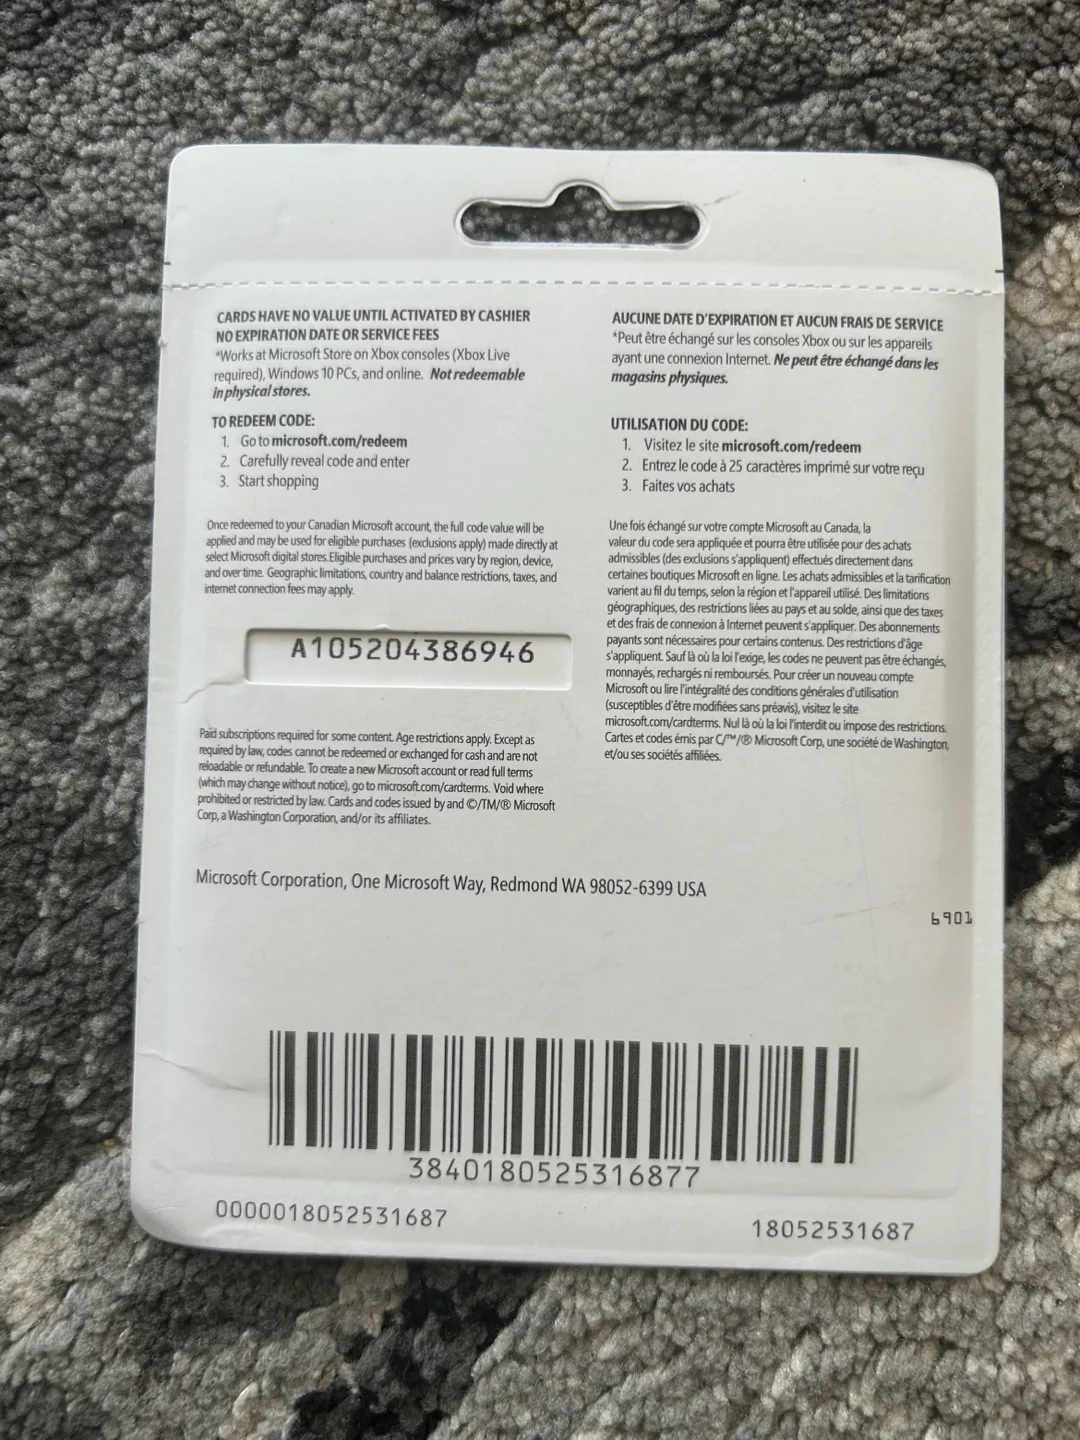 CARDS HAVE NO VALUE UNTIL ACTIVATED BY CASHIER
NO EXPIRATION DATE OR SERVICE FEES
*Works at Microsoft Store on Xbox consoles (Xbox Live
required), Windows 10 PCs, and online. Not redeemable
in physical stores.
TO REDEEM CODE:
1. Go to microsoft.com/redeem
2. Carefully reveal code and enter
3. Start shopping
Once redeemed to your Canadian Microsoft account, the full code value will be
applied and may be used for eligible purchases (exclusions apply) made directly at
select Microsoft digital stores.Eligible purchases and prices vary by region, device,
and over time. Geographic limitations, country and balance restrictions, taxes, and
internet connection fees may apply.
A105204386946
Paid subscriptions required for some content. Age restrictions apply. Except as
required by law, codes cannot be redeemed or exchanged for cash and are not
reloadable or refundable. To create a new Microsoft account or read full terms
(which may change without notice), go to microsoft.com/cardterms. Void where
prohibited or restricted by law. Cards and codes issued by and ©/TM/® Microsoft
Corp, a Washington Corporation, and/or its affiliates.
AUCUNE DATE D'EXPIRATION ET AUCUN FRAIS DE SERVICE
*Peut être échangé sur les consoles Xbox ou sur les appareils
ayant une connexion Internet. Ne peut être échangé dans les
magasins physiques.
UTILISATION DU CODE:
1. Visitez le site microsoft.com/redeem
2. Entrez le code à 25 caractères imprimé sur votre reçu
3. Faites vos achats
Une fois échangé sur votre compte Microsoft au Canada, la
valeur du code sera appliquée et pourra être utilisée pour des achats
admissibles (des exclusions s'appliquent) effectués directement dans
certaines boutiques Microsoft en ligne. Les achats admissibles et la tarification
varient au fil du temps, selon la région et l'appareil utilisé. Des limitations
géographiques, des restrictions liées au pays et au solde, ainsi que des taxes
et des frais de connexion à Internet peuvent s'appliquer. Des abonnements
payants sont nécessaires pour certains contenus. Des restrictions d'âge
s'appliquent. Sauf là où la loi l'exige, les codes ne peuvent pas être échangés,
monnayés, rechargés ni remboursés. Pour créer un nouveau compte
Microsoft ou lire l'intégralité des conditions générales d'utilisation
(susceptibles d'être modifiées sans préavis), visitez le site
microsoft.com/cardterms. Nul là où la loi l'interdit ou impose des restrictions.
Cartes et codes émis par C/™/® Microsoft Corp, une société de Washington,
et/ou ses sociétés affiliées.
Microsoft Corporation, One Microsoft Way, Redmond WA 98052-6399 USA
6901
3840180525316877
0000018052531687
18052531687